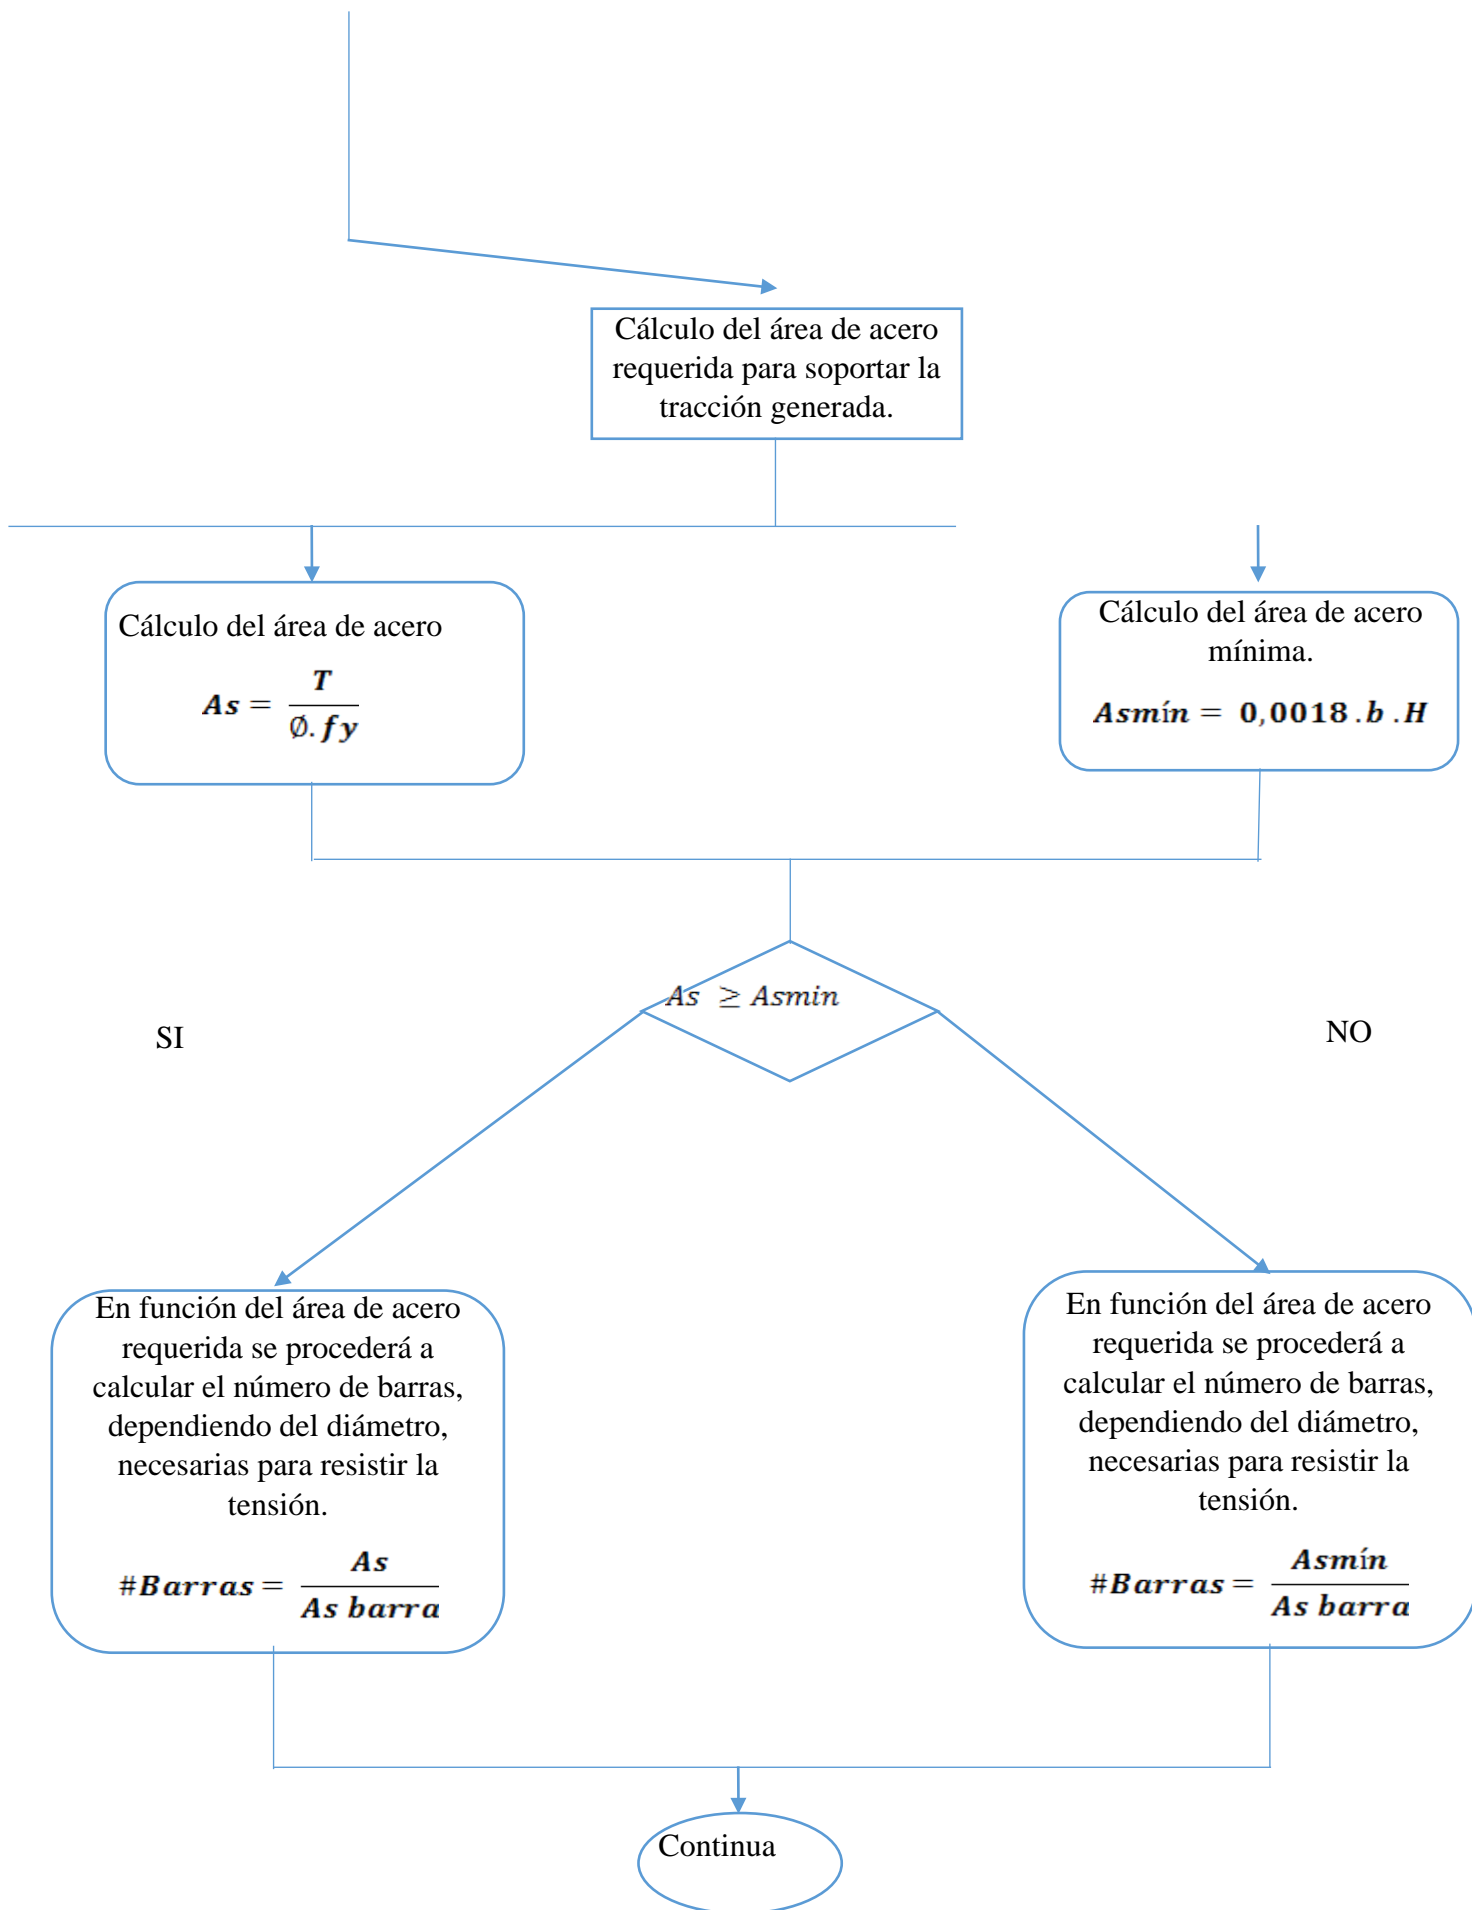 Cálculo del área de acero
requerida para soportar la
tracción generada.
Cálculo del área de acero
As = T / ∅. fy
Cálculo del área de acero
mínima.
Asmín = 0,0018 . b . H
As ≥ Asmin
SI
NO
En función del área de acero
requerida se procederá a
calcular el número de barras,
dependiendo del diámetro,
necesarias para resistir la
tensión.
#Barras = As / As barra
En función del área de acero
requerida se procederá a
calcular el número de barras,
dependiendo del diámetro,
necesarias para resistir la
tensión.
#Barras = Asmín / As barra
Continua